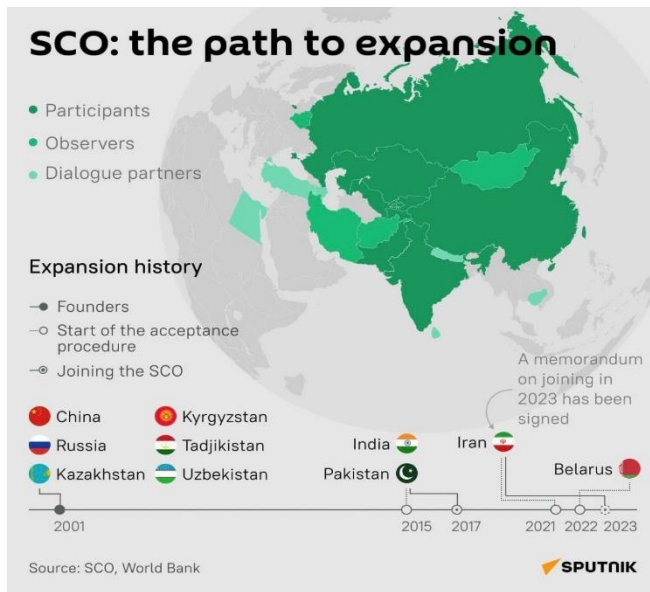 SCO: the path to expansion
Participants
Observers
Dialogue partners
Expansion history
Founders
Start of the acceptance
procedure
Joining the SCO
A memorandum
on joining in
2023 has been
signed
China
Kyrgyzstan
Russia
Tadjikistan
Kazakhstan
Uzbekistan
India
Pakistan
Iran
Belarus
2001
2015
2017
2021
2022
2023
Source: SCO, World Bank
SPUTNIK